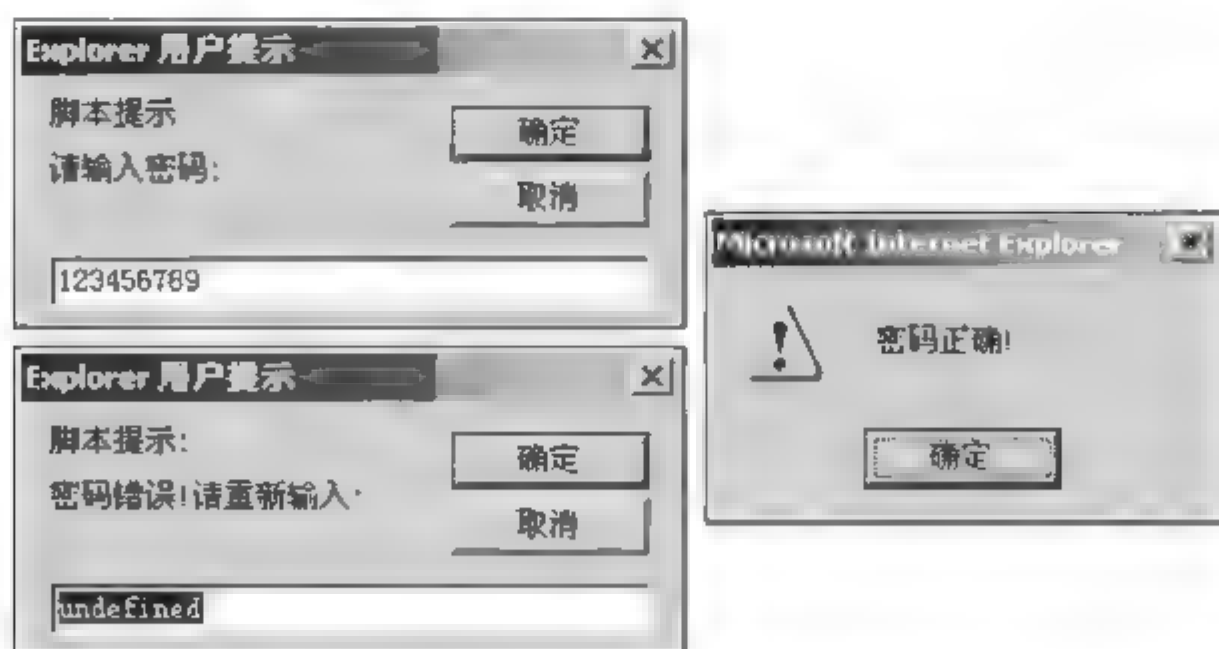 Explorer 用户提示
脚本提示
请输入密码:
确定
取消
123456789
Explorer 用户提示
脚本提示:
密码错误!请重新输入:
确定
取消
undefined
Microsoft Internet Explorer
密码正确!
确定